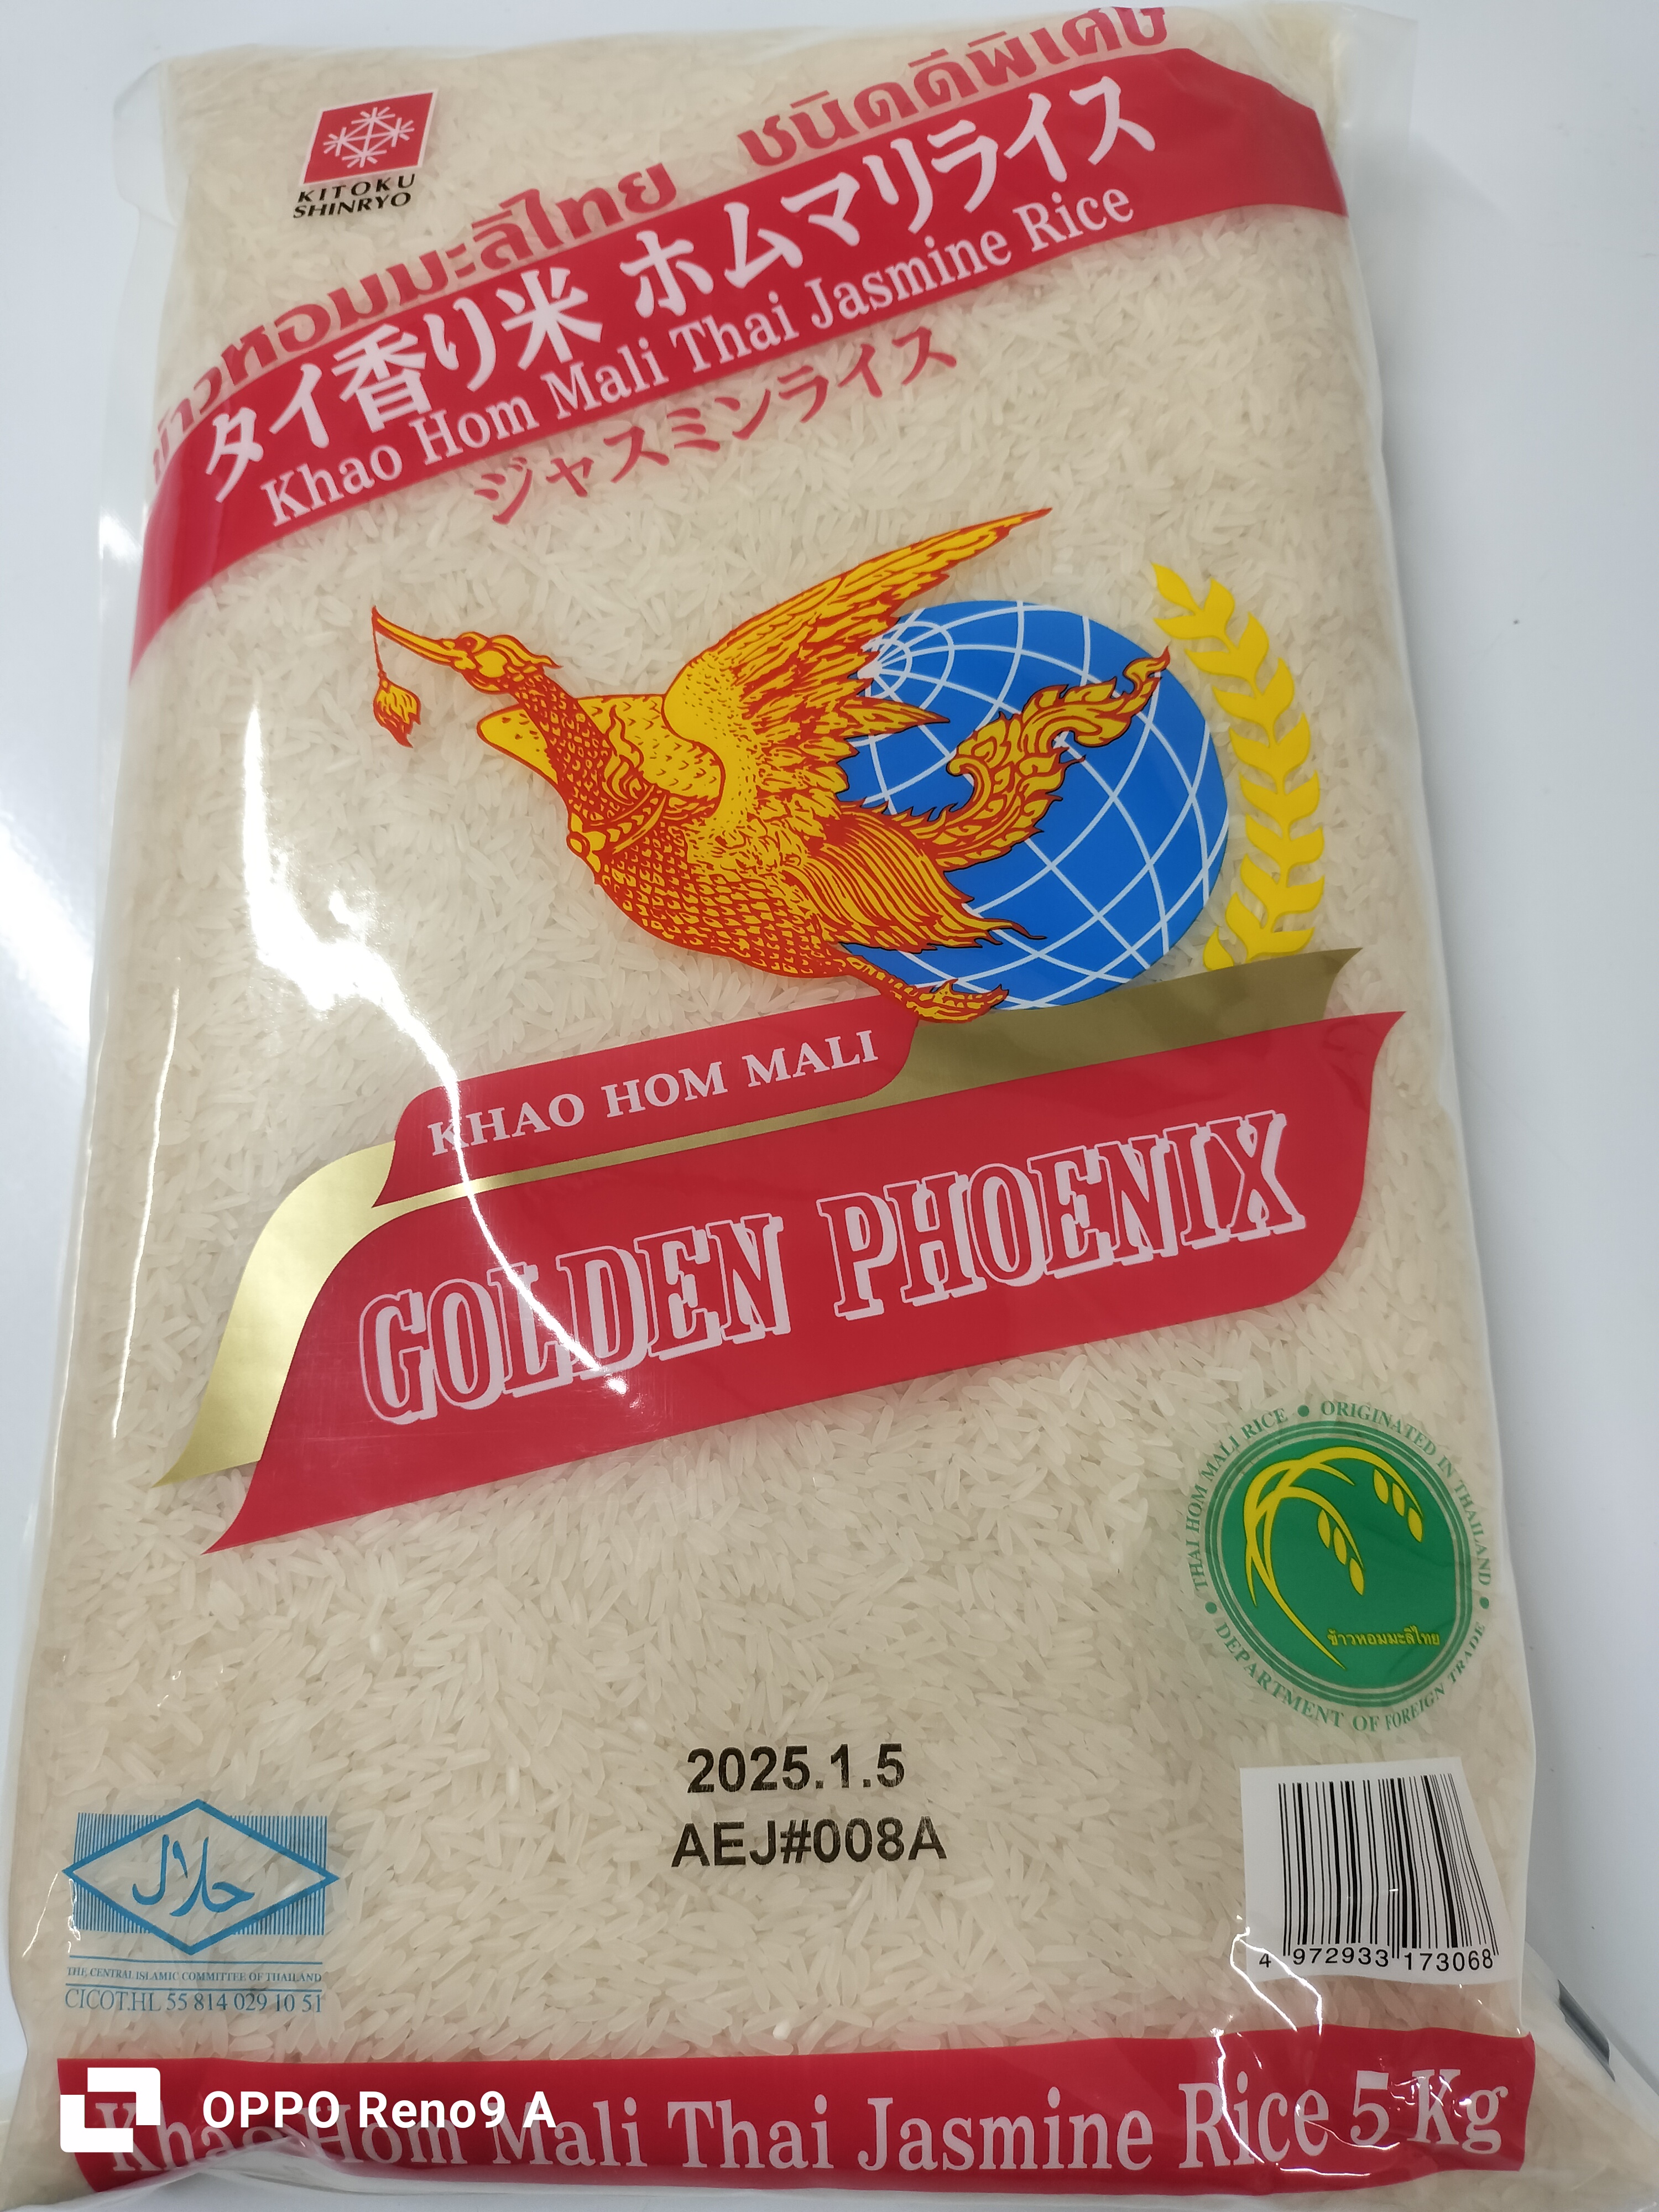 KITOKU
SHINRYO
ข้าวหอมมะลิไทย ชนิดดีพิเศษ
タイ香り米 ホムマリライス
Khao Hom Mali Thai Jasmine Rice
ジャスミンライス
KHAO HOM MALI
GOLDEN PHOENIX
THAI HOM MALI RICE • ORIGINATED IN THAILAND • DEPARTMENT OF FOREIGN TRADE •
ข้าวหอมมะลิไทย
2025.1.5
AEJ#008A
حلال
THE CENTRAL ISLAMIC COMMITTEE OF THAILAND
CICOT.HL 55 814 029 10 51
4 972933 173068
Khao Hom Mali Thai Jasmine Rice 5 Kg
OPPO Reno9 A